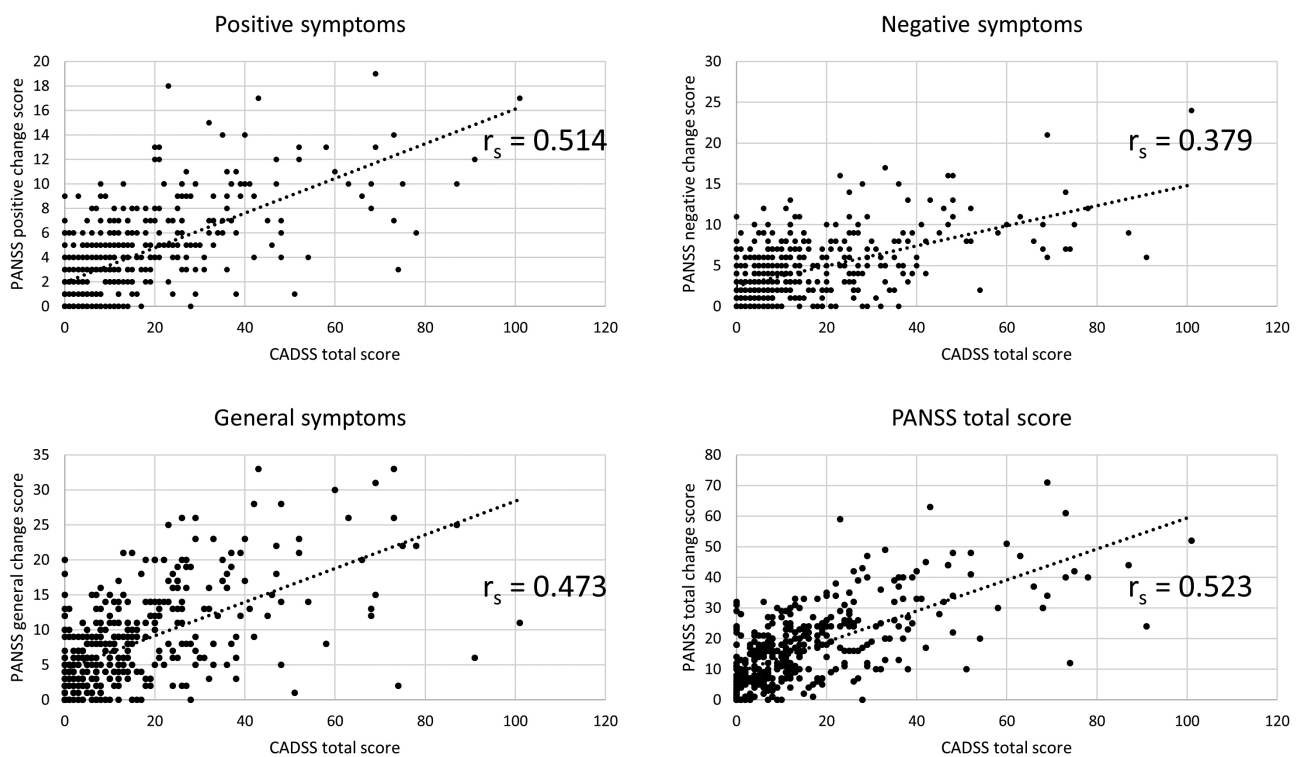 Positive symptoms
PANSS positive change score
20
18
16
14
12
10
8
6
4
2
0
0 20 40 60 80 100 120
CADSS total score
rs = 0.514
Negative symptoms
PANSS negative change score
30
25
20
15
10
5
0
0 20 40 60 80 100 120
CADSS total score
rs = 0.379
General symptoms
PANSS general change score
35
30
25
20
15
10
5
0
0 20 40 60 80 100 120
CADSS total score
rs = 0.473
PANSS total score
PANSS total change score
80
70
60
50
40
30
20
10
0
0 20 40 60 80 100 120
CADSS total score
rs = 0.523